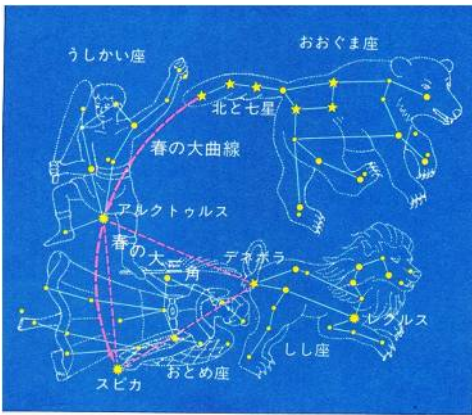 うしかい座
おおぐま座
北と七星
春の大曲線
アルクトゥルス
春の大三角
デネボラ
レグルス
しし座
おとめ座
スピカ